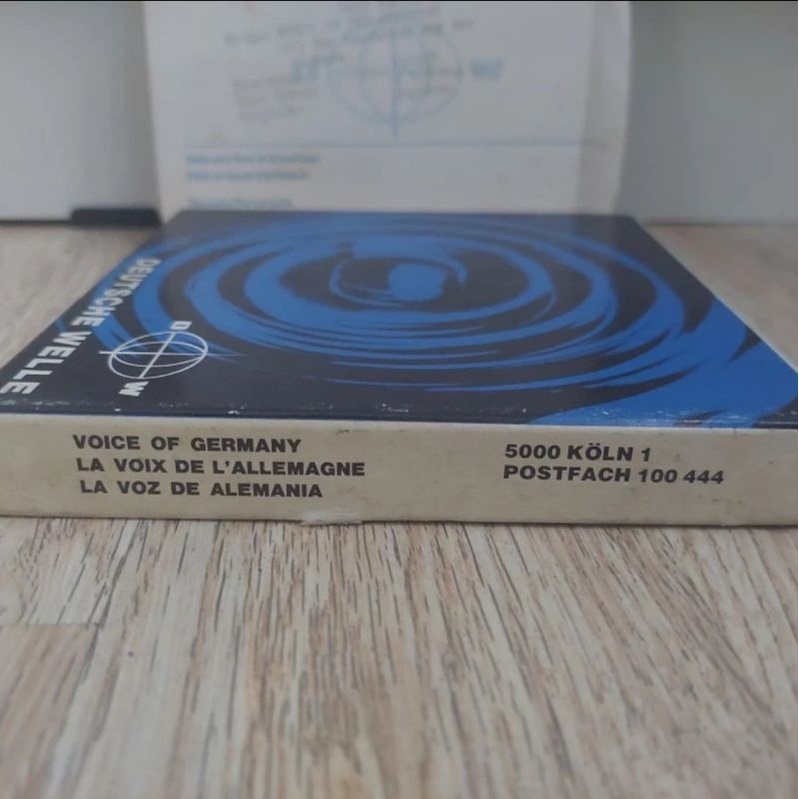 DEUTSCHE WELLE
D
W
VOICE OF GERMANY
LA VOIX DE L'ALLEMAGNE
LA VOZ DE ALEMANIA
5000 KÖLN 1
POSTFACH 100 444